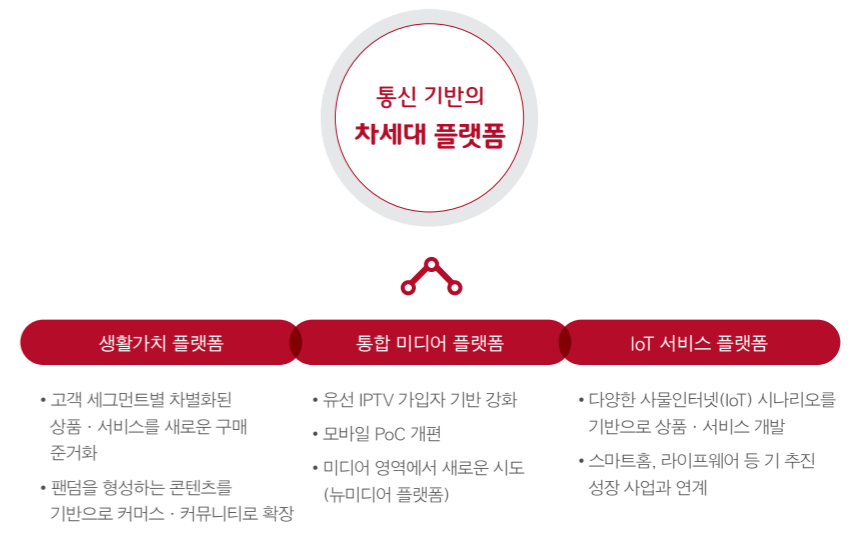 통신 기반의
차세대 플랫폼
생활가치 플랫폼
• 고객 세그먼트별 차별화된
상품 · 서비스를 새로운 구매
준거화
• 팬덤을 형성하는 콘텐츠를
기반으로 커머스 · 커뮤니티로 확장
통합 미디어 플랫폼
• 유선 IPTV 가입자 기반 강화
• 모바일 PoC 개편
• 미디어 영역에서 새로운 시도
(뉴미디어 플랫폼)
IoT 서비스 플랫폼
• 다양한 사물인터넷(IoT) 시나리오를
기반으로 상품 · 서비스 개발
• 스마트홈, 라이프웨어 등 기 추진
성장 사업과 연계